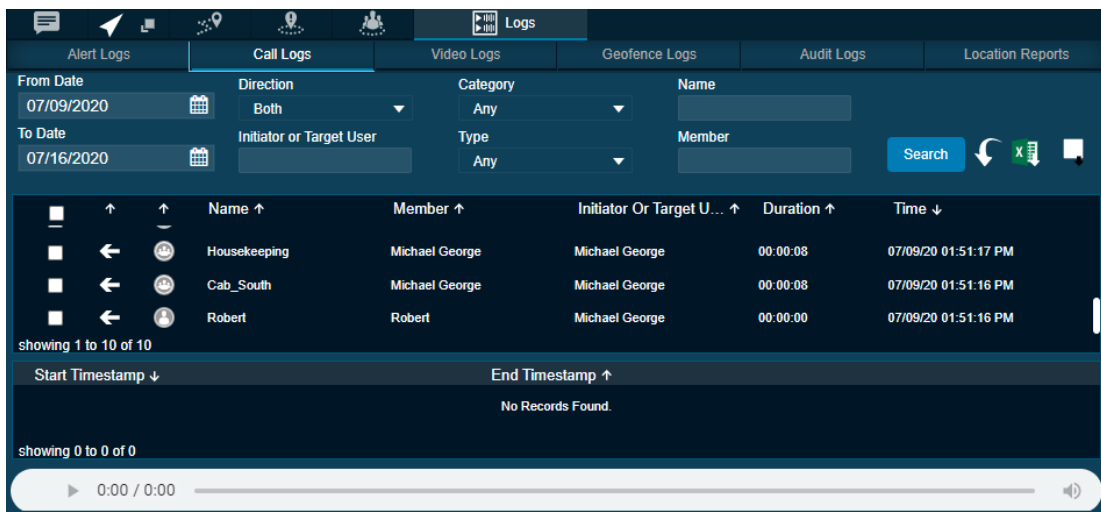 Logs
Alert Logs Call Logs Video Logs Geofence Logs Audit Logs Location Reports
From Date Direction Category Name
07/09/2020 Both Any
To Date Initiator or Target User Type Member
07/16/2020 Any Search
Name Member Initiator Or Target U... Duration Time
Housekeeping Michael George Michael George 00:00:08 07/09/20 01:51:17 PM
Cab_South Michael George Michael George 00:00:08 07/09/20 01:51:16 PM
Robert Robert Michael George 00:00:00 07/09/20 01:51:16 PM
showing 1 to 10 of 10
Start Timestamp End Timestamp
No Records Found.
showing 0 to 0 of 0
0:00 / 0:00